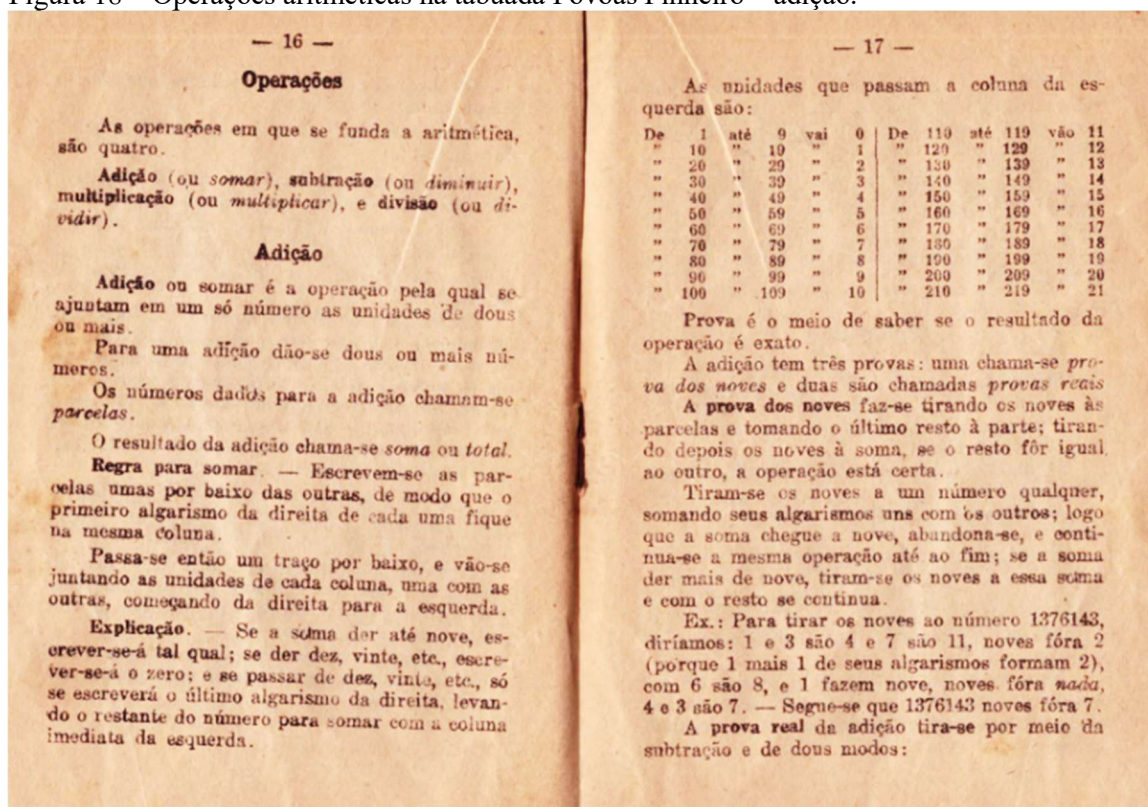 Figura 18 – Operações aritméticas na tabuada Povoas Pinheiro – adição.
— 16 —
Operações
As operações em que se funda a aritmética,
são quatro.
Adição (ou somar), subtração (ou diminuir),
multiplicação (ou multiplicar), e divisão (ou di-
vidir).
Adição
Adição ou somar é a operação pela qual se
ajuntam em um só número as unidades de dous
ou mais.
Para uma adição dão-se dous ou mais nú-
meros.
Os números dados para a adição chamam-se
parcelas.
O resultado da adição chama-se soma ou total.
Regra para somar. — Escrevem-se as par-
celas umas por baixo das outras, de modo que o
primeiro algarismo da direita de cada uma fique
na mesma coluna.
Passa-se então um traço por baixo, e vão-se
juntando as unidades de cada coluna, uma com as
outras, começando da direita para a esquerda.
Explicação. — Se a soma der até nove, es-
crever-se-á tal qual; se der dez, vinte, etc., escre-
ver-se-á o zero; e se passar de dez, vinte, etc., só
se escreverá o último algarismo da direita, levan-
do o restante do número para somar com a coluna
imediata da esquerda.
— 17 —
As unidades que passam a coluna da es-
querda são:
De 1 até 9 vai 0 | De 110 até 119 vão 11
" 10 " 19 " 1 | " 120 " 129 " 12
" 20 " 29 " 2 | " 130 " 139 " 13
" 30 " 39 " 3 | " 140 " 149 " 14
" 40 " 49 " 4 | " 150 " 159 " 15
" 50 " 59 " 5 | " 160 " 169 " 16
" 60 " 69 " 6 | " 170 " 179 " 17
" 70 " 79 " 7 | " 180 " 189 " 18
" 80 " 89 " 8 | " 190 " 199 " 19
" 90 " 99 " 9 | " 200 " 209 " 20
" 100 " 109 " 10 | " 210 " 219 " 21
Prova é o meio de saber se o resultado da
operação é exato.
A adição tem três provas: uma chama-se pro-
va dos noves e duas são chamadas provas reais
A prova dos noves faz-se tirando os noves às
parcelas e tomando o último resto à parte; tiran-
do depois os noves à soma, se o resto fôr igual
ao outro, a operação está certa.
Tiram-se os noves a um número qualquer,
somando seus algarismos uns com os outros; logo
que a soma chegue a nove, abandona-se, e conti-
nua-se a mesma operação até ao fim; se a soma
der mais de nove, tiram-se os noves a essa soma
e com o resto se continua.
Ex.: Para tirar os noves ao número 1376143,
diríamos: 1 e 3 são 4 e 7 são 11, noves fóra 2
(porque 1 mais 1 de seus algarismos formam 2),
com 6 são 8, e 1 fazem nove, noves fóra nada,
4 e 3 são 7. — Segue-se que 1376143 noves fóra 7.
A prova real da adição tira-se por meio da
subtração e de dous modos: